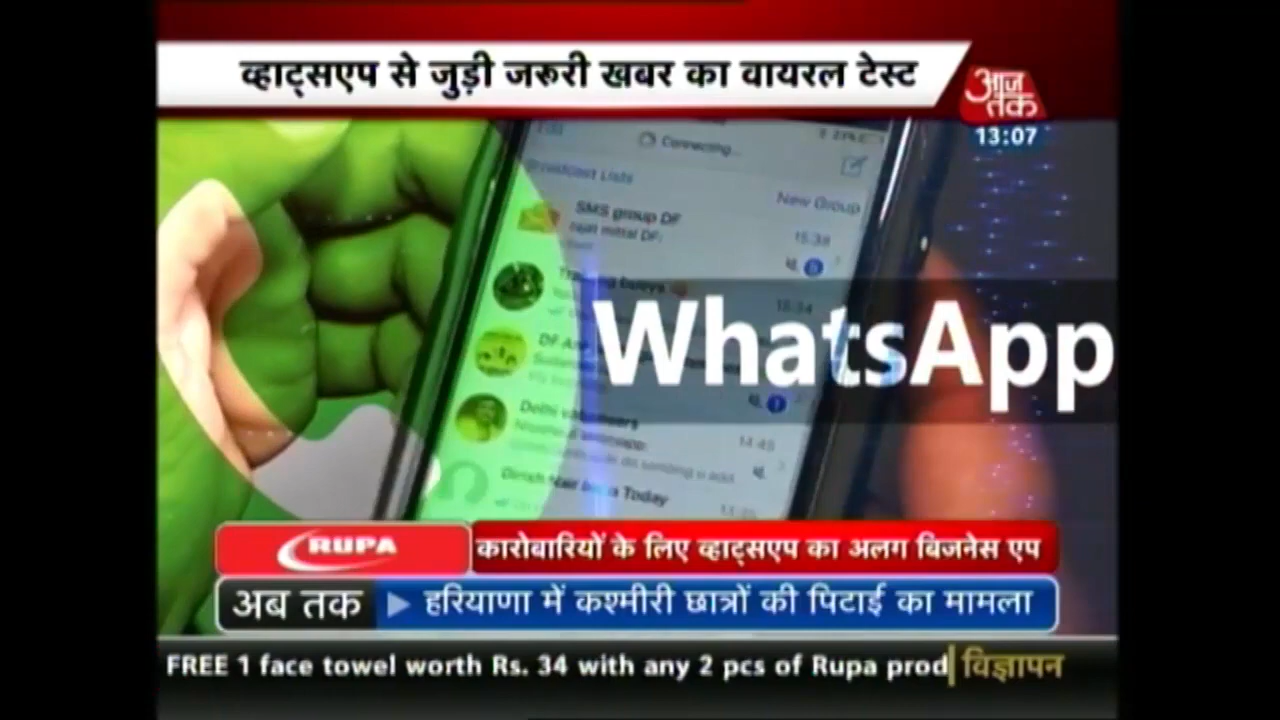 व्हाट्सएप से जुड़ी जरूरी खबर का वायरल टेस्ट
आज तक
13:07
Connecting...
Broadcast Lists
New Group
SMS group DF
15:38
WhatsApp
14:45
Today
RUPA
कारोबारियों के लिए व्हाट्सएप का अलग बिजनेस एप
अब तक
हरियाणा में कश्मीरी छात्रों की पिटाई का मामला
FREE 1 face towel worth Rs. 34 with any 2 pcs of Rupa prod
विज्ञापन